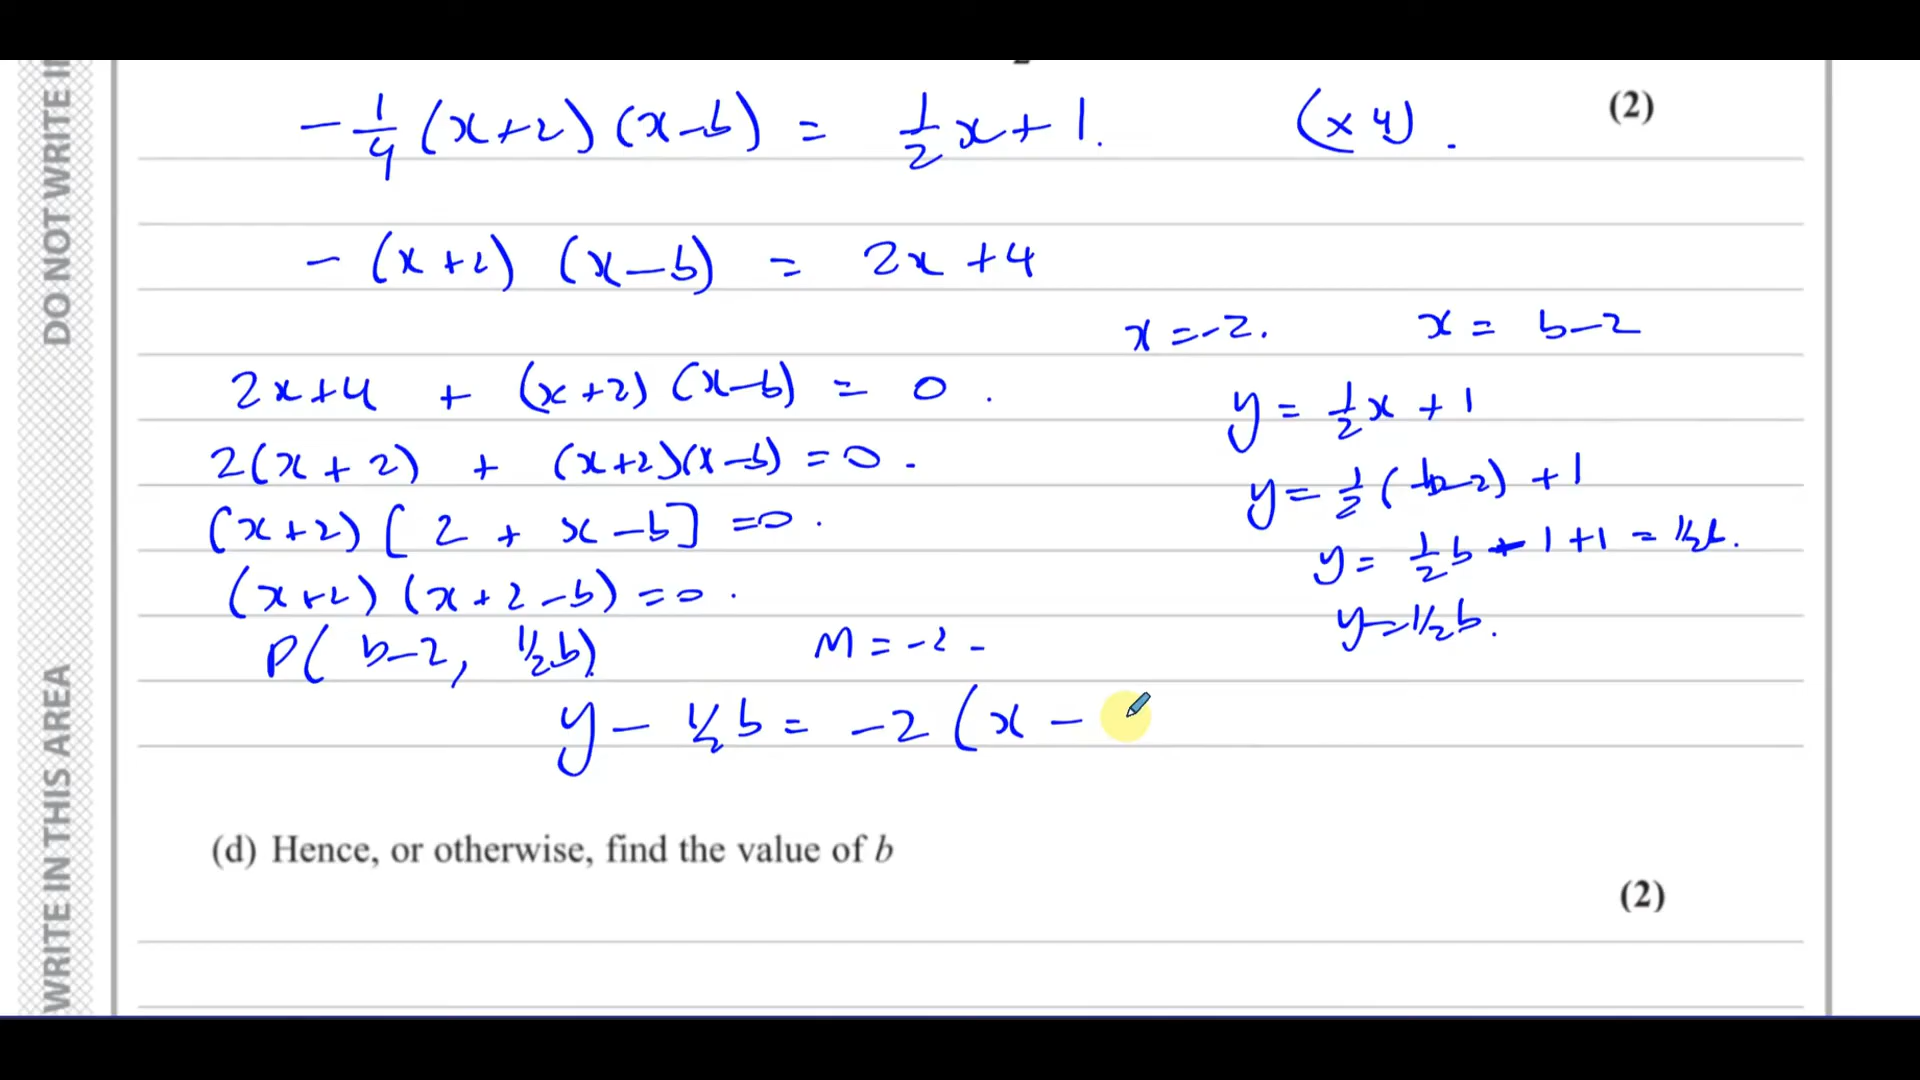 (2)
-1/4 (x+2)(x-b) = 1/2 x + 1. (x4).
-(x+2)(x-b) = 2x+4
x=-2. x = b-2
2x+4 + (x+2)(x-b) = 0.
y = 1/2 x + 1
2(x+2) + (x+2)(x-b) = 0.
y = 1/2 (b-2) + 1
(x+2)[2 + x-b] = 0.
y = 1/2 b - 1 + 1 = 1/2 b.
(x+2)(x+2-b) = 0.
y = 1/2 b.
P(b-2, 1/2 b). M = -2-
y - 1/2 b = -2(x -
(d) Hence, or otherwise, find the value of b
(2)
DO NOT WRITE I
WRITE IN THIS AREA